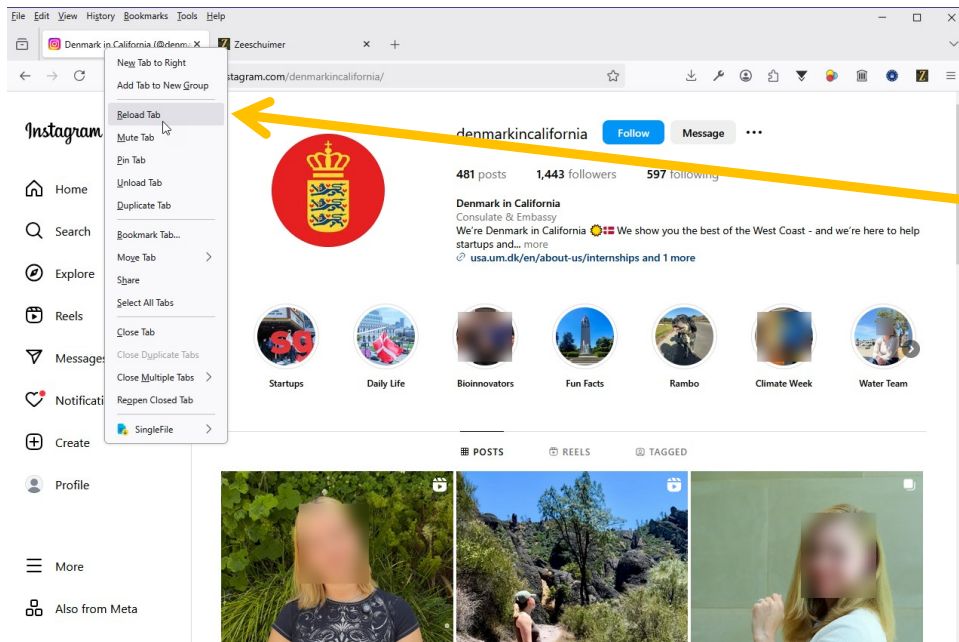 File Edit View History Bookmarks Tools Help
Denmark in California (@denm
Zeeschuimer
stagram.com/denmarkincalifornia/
New Tab to Right
Add Tab to New Group
Reload Tab
Mute Tab
Pin Tab
Unload Tab
Duplicate Tab
Bookmark Tab...
Move Tab
Share
Select All Tabs
Close Tab
Close Duplicate Tabs
Close Multiple Tabs
Reopen Closed Tab
SingleFile
Instagram
Home
Search
Explore
Reels
Messages
Notificati
Create
Profile
More
Also from Meta
denmarkincalifornia Follow Message
481 posts 1,443 followers 597 following
Denmark in California
Consulate & Embassy
We're Denmark in California 🌞🇩🇰 We show you the best of the West Coast - and we're here to help
startups and... more
usa.um.dk/en/about-us/internships and 1 more
sg
Startups Daily Life Bioinnovators Fun Facts Rambo Climate Week Water Team
POSTS REELS TAGGED